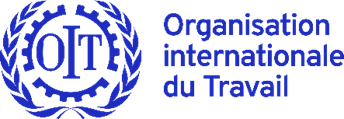 OIT
Organisation
internationale
du Travail